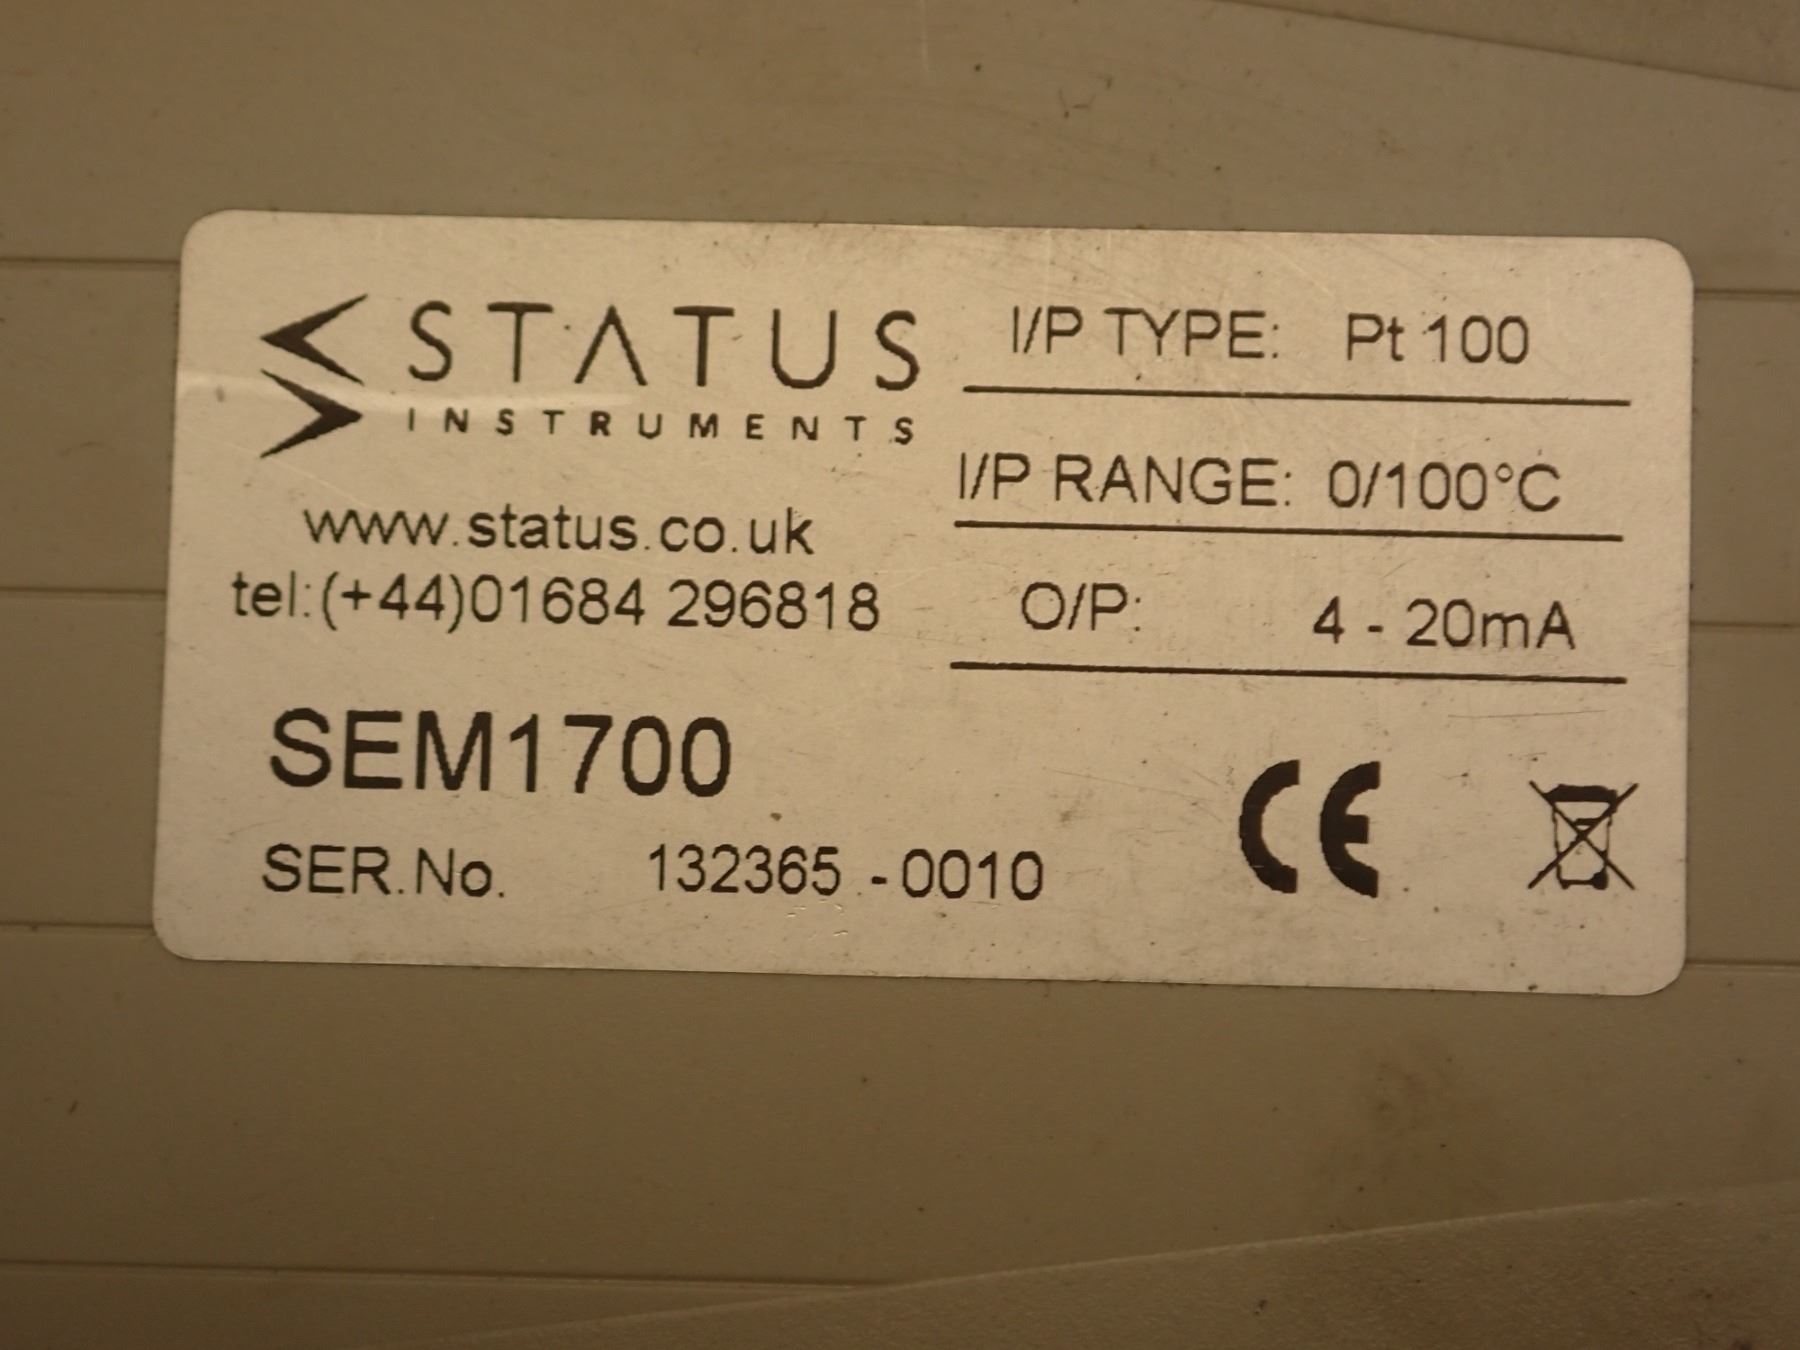 STATUS
INSTRUMENTS
www.status.co.uk
tel:(+44)01684 296818
SEM1700
SER.No. 132365 -0010
I/P TYPE: Pt 100
I/P RANGE: 0/100°C
O/P: 4 - 20mA
CE